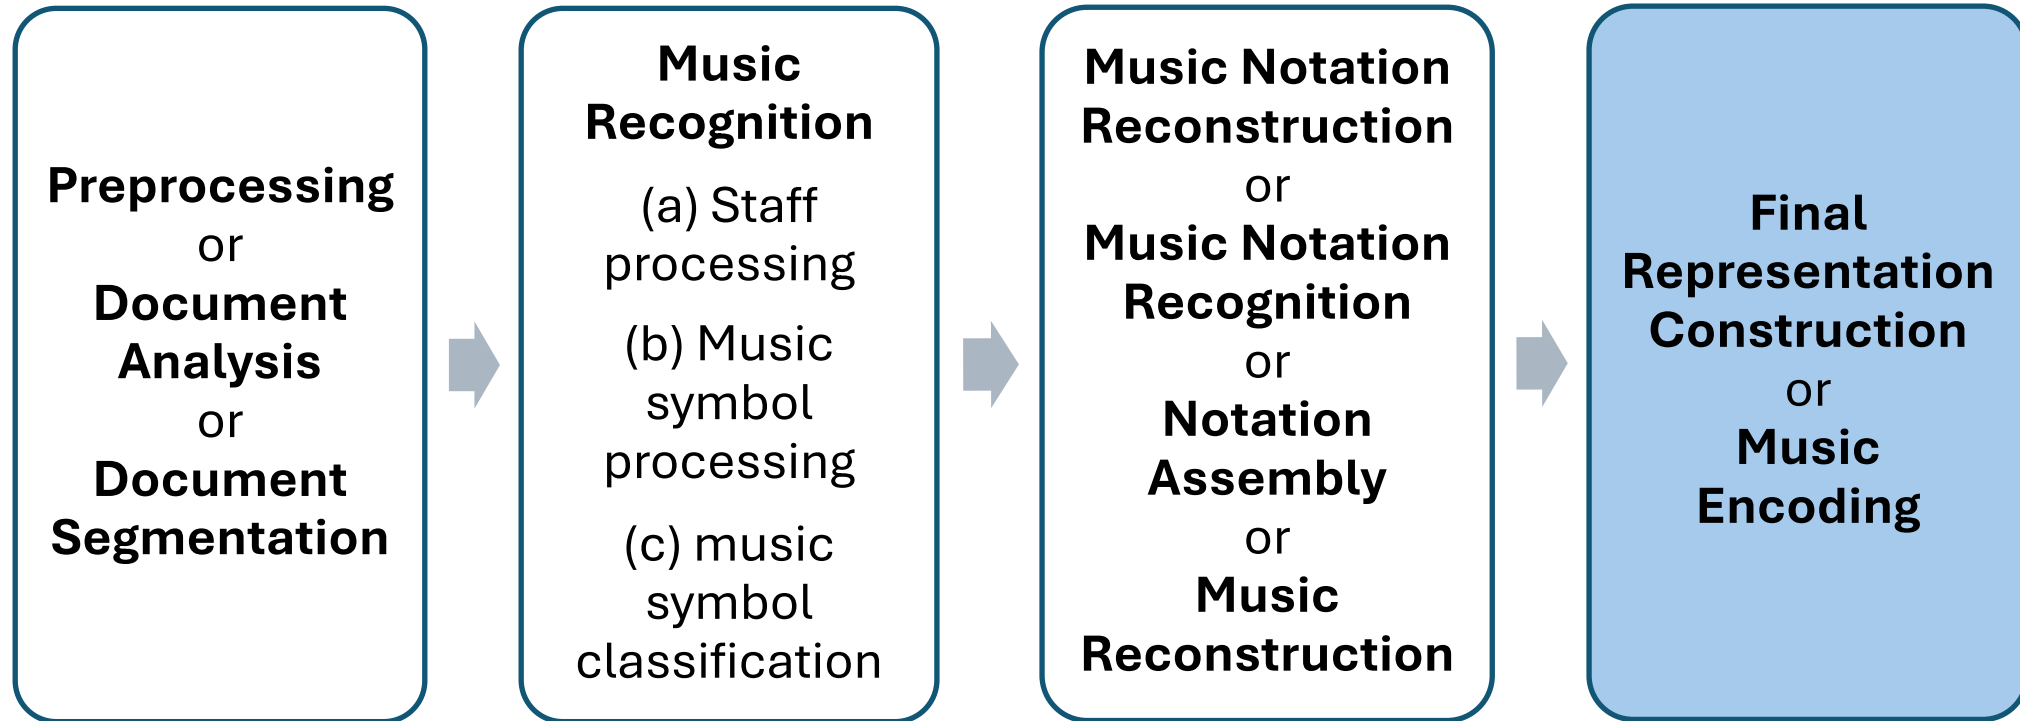 Preprocessing
or
Document
Analysis
or
Document
Segmentation
Music
Recognition
(a) Staff
processing
(b) Music
symbol
processing
(c) music
symbol
classification
Music Notation
Reconstruction
or
Music Notation
Recognition
or
Notation
Assembly
or
Music
Reconstruction
Final
Representation
Construction
or
Music
Encoding